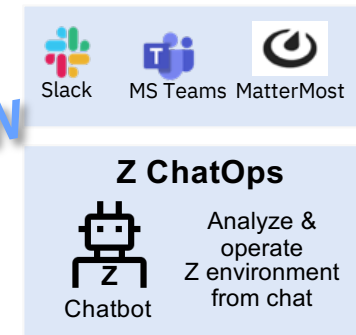 Slack MS Teams MatterMost
Z ChatOps
Z
Chatbot
Analyze &
operate
Z environment
from chat